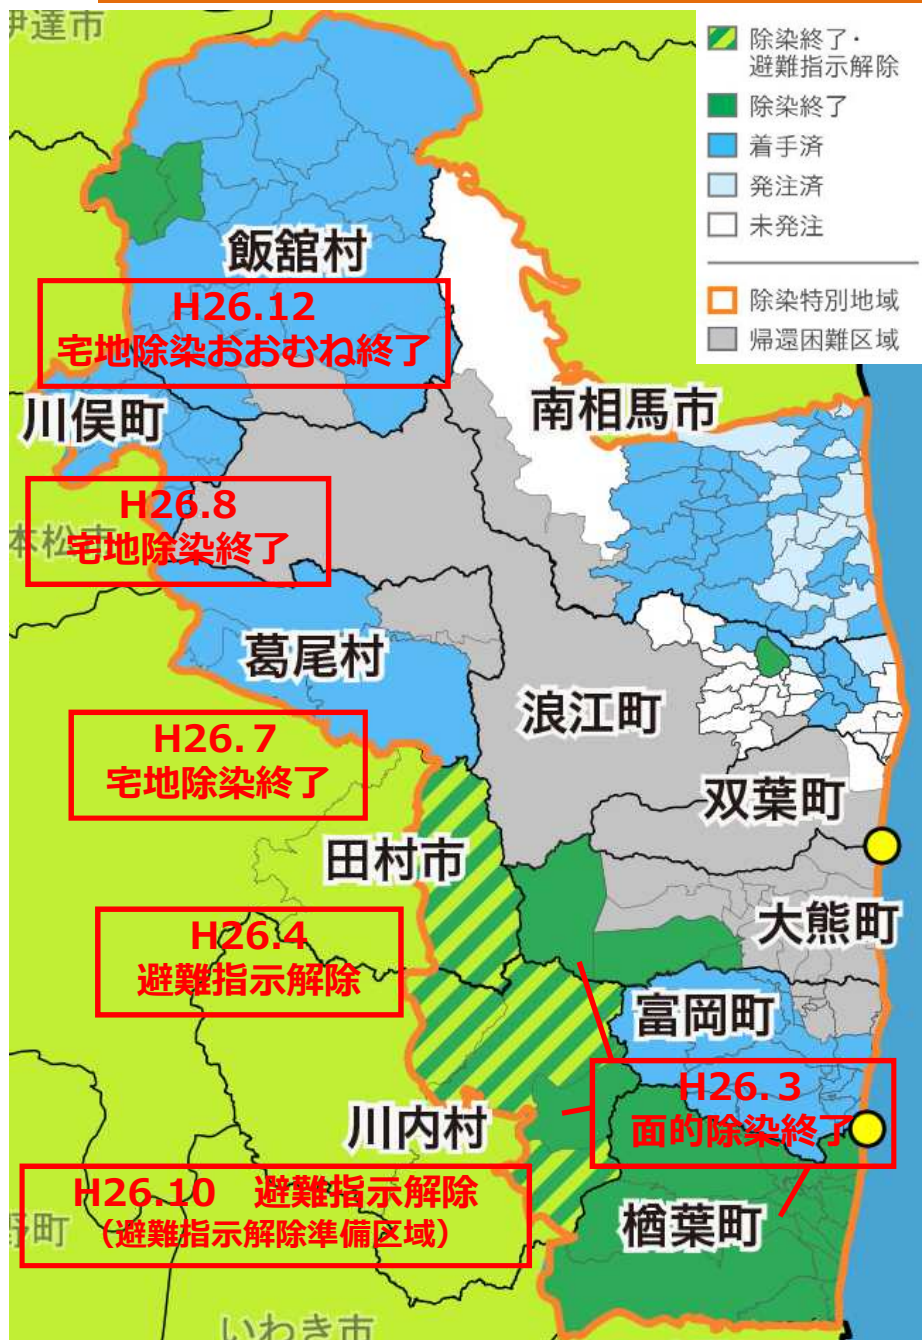 伊達市
除染終了・
避難指示解除
除染終了
着手済
発注済
未発注
除染特別地域
帰還困難区域
飯舘村
H26.12
宅地除染おおむね終了
川俣町
南相馬市
H26.8
宅地除染終了
本松市
葛尾村
浪江町
H26.7
宅地除染終了
双葉町
田村市
大熊町
H26.4
避難指示解除
富岡町
H26.3
面的除染終了
川内村
H26.10 避難指示解除
（避難指示解除準備区域）
野町
楢葉町
いわき市